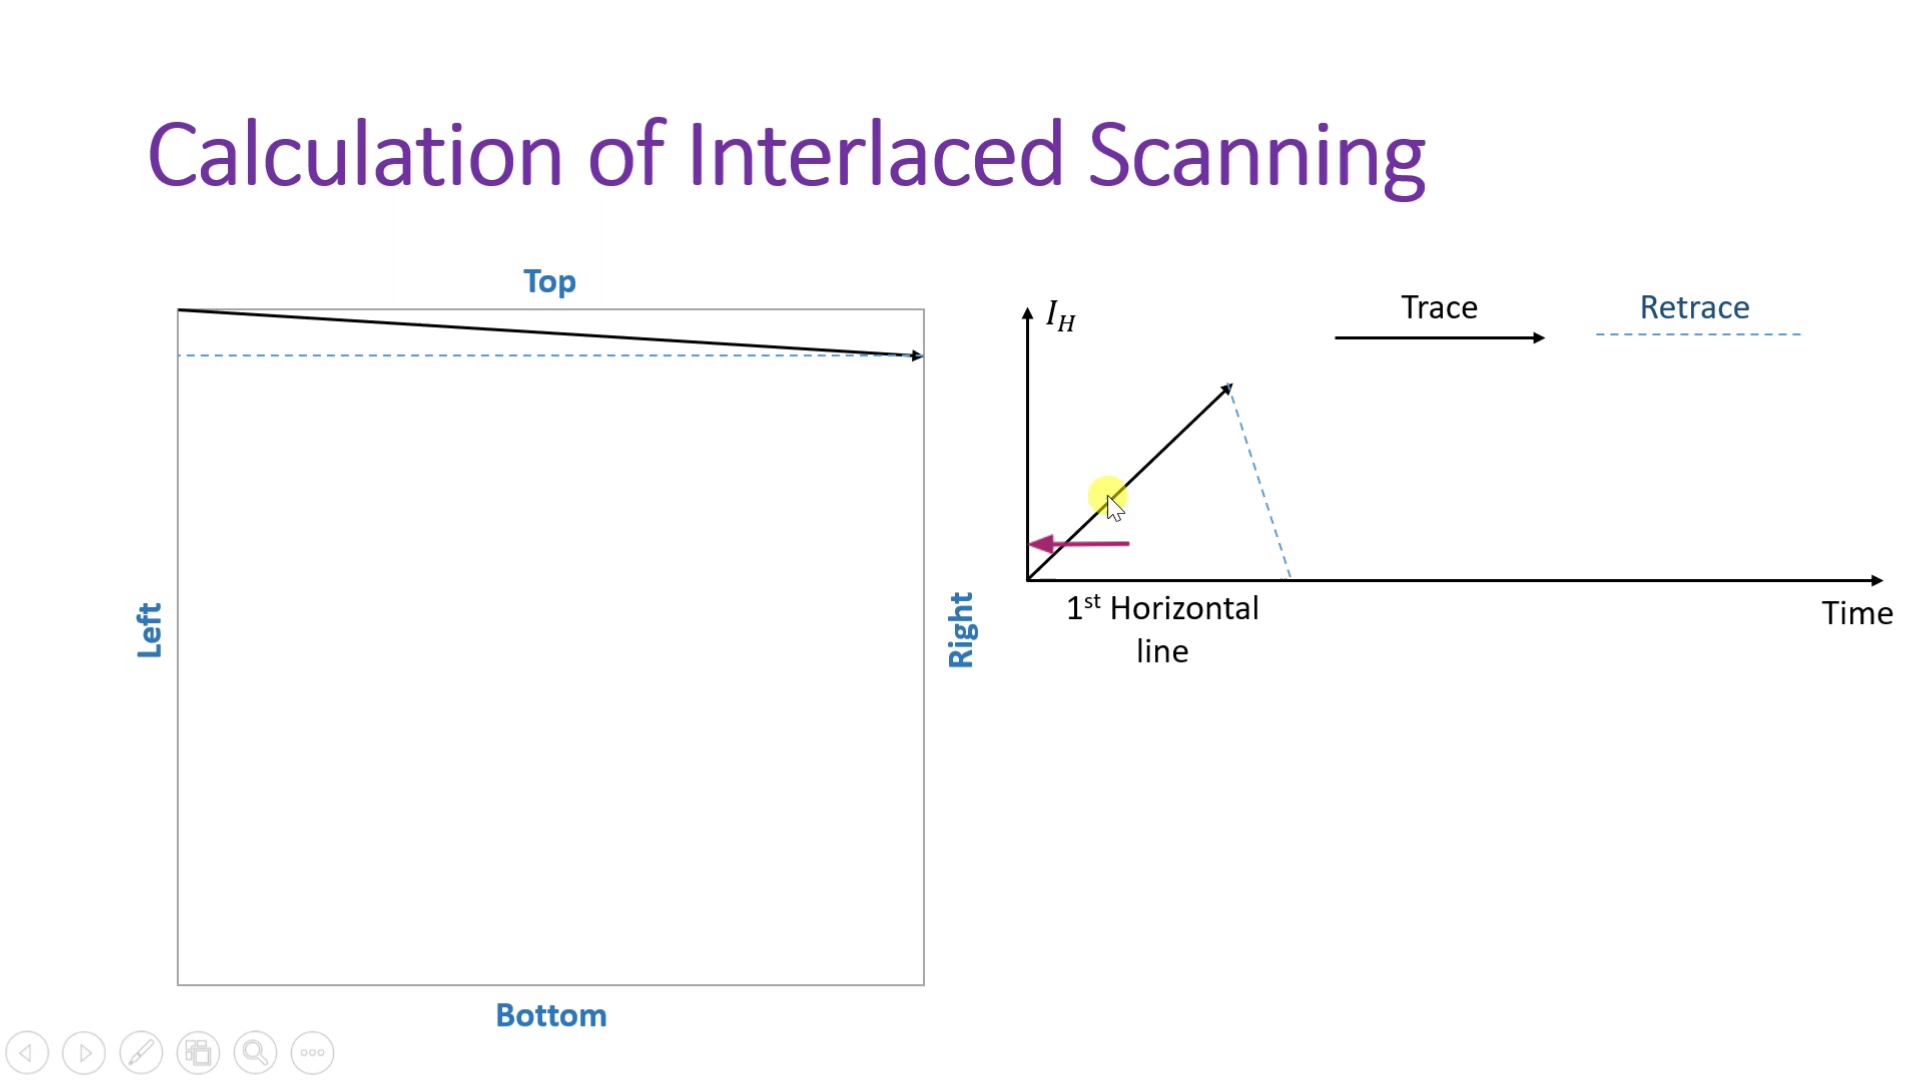 Calculation of Interlaced Scanning
Top
Left
Right
Bottom
I_H
Trace
Retrace
1st Horizontal
line
Time